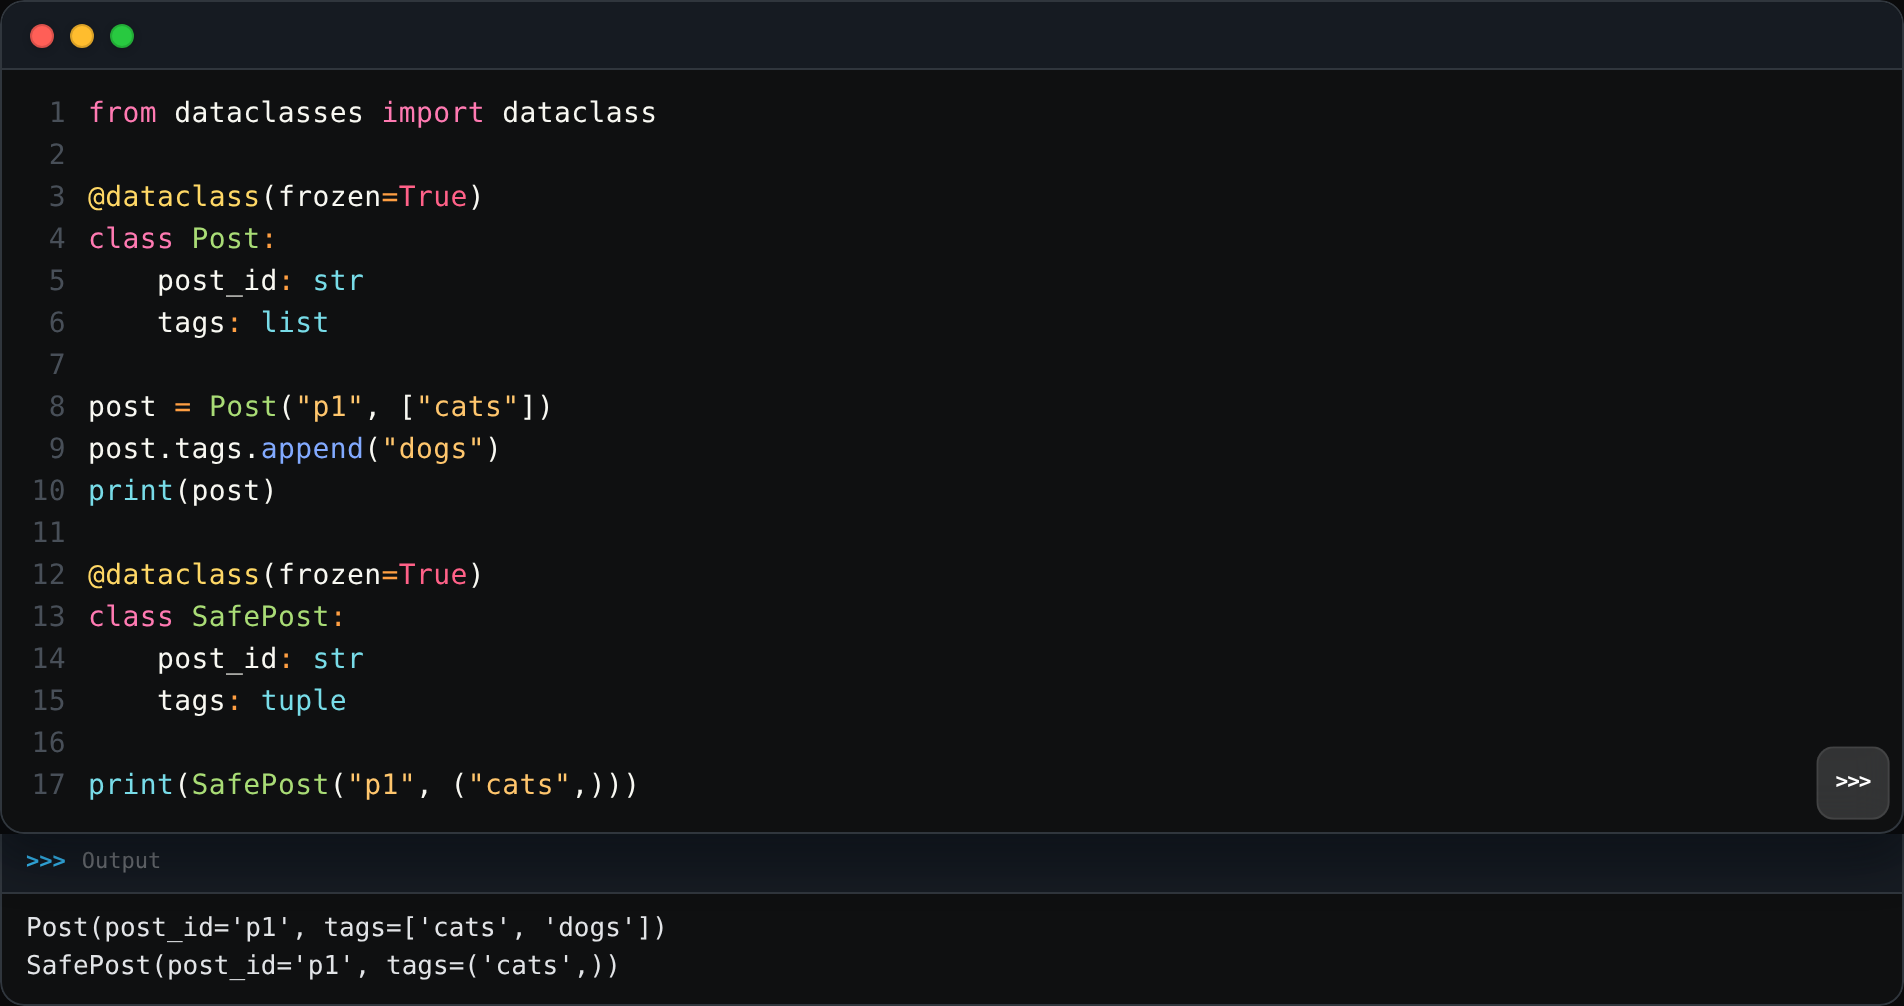 1 from dataclasses import dataclass
2
3 @dataclass(frozen=True)
4 class Post:
5     post_id: str
6     tags: list
7
8 post = Post("p1", ["cats"])
9 post.tags.append("dogs")
10 print(post)
11
12 @dataclass(frozen=True)
13 class SafePost:
14     post_id: str
15     tags: tuple
16
17 print(SafePost("p1", ("cats",)))
>>>
>>> Output
Post(post_id='p1', tags=['cats', 'dogs'])
SafePost(post_id='p1', tags=('cats',))